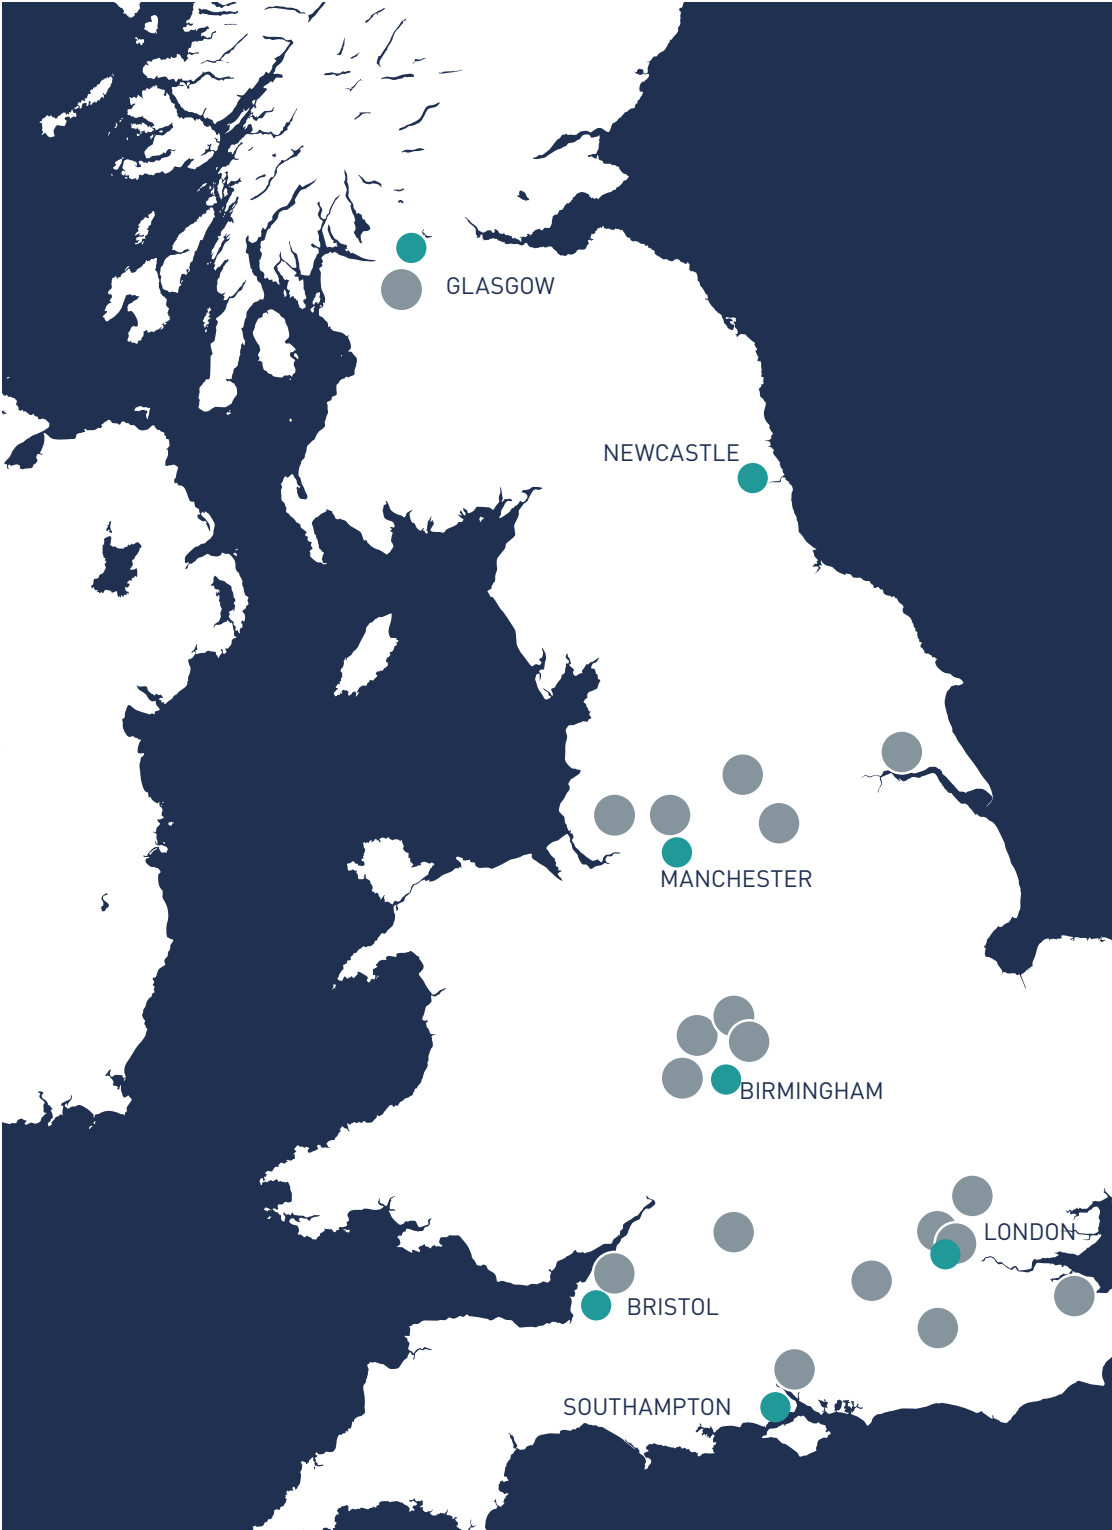 GLASGOW
NEWCASTLE
MANCHESTER
BIRMINGHAM
LONDON
BRISTOL
SOUTHAMPTON